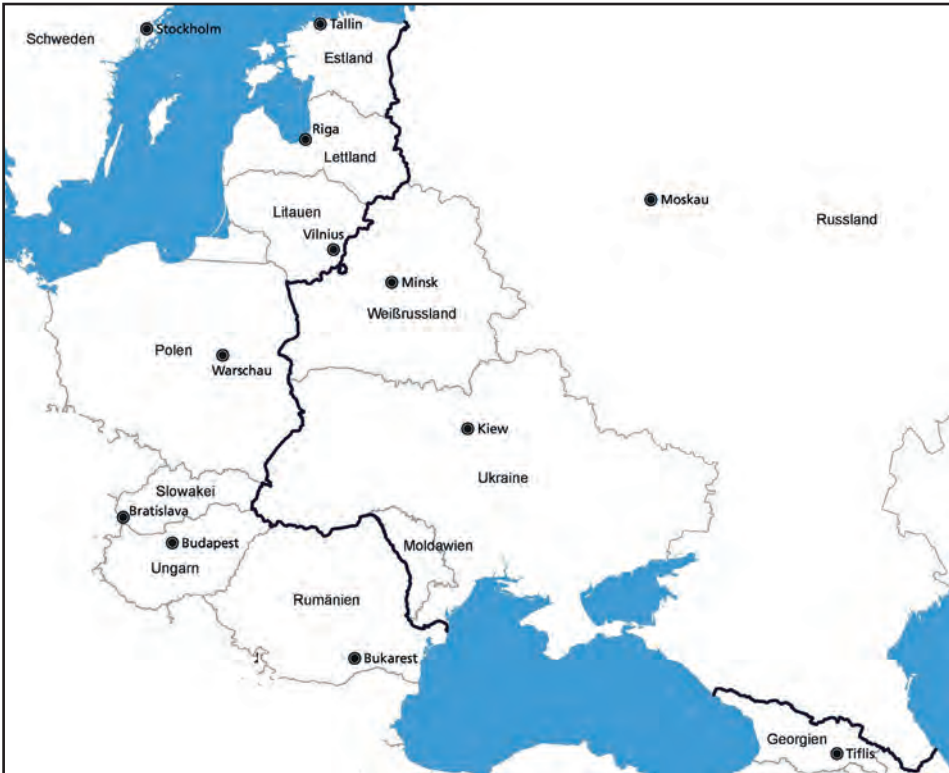 Schweden
Stockholm
Tallin
Estland
Riga
Lettland
Litauen
Vilnius
Moskau
Russland
Minsk
Weißrussland
Polen
Warschau
Kiew
Ukraine
Slowakei
Bratislava
Budapest
Ungarn
Moldawien
Rumänien
Bukarest
Georgien
Tiflis